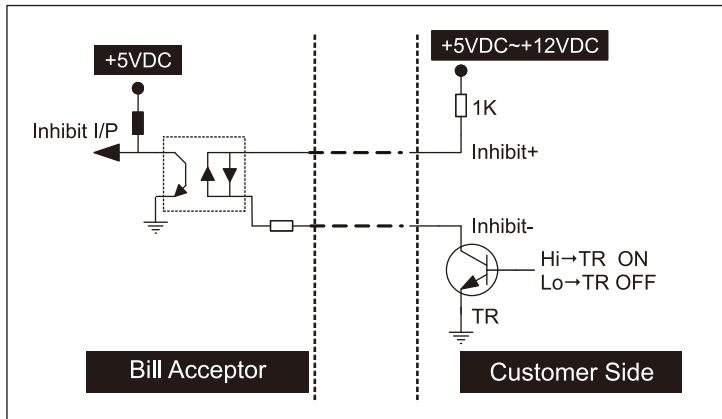 +5VDC
+5VDC~+12VDC
1K
Inhibit I/P
Inhibit+
Inhibit-
Hi→TR ON
Lo→TR OFF
TR
Bill Acceptor
Customer Side